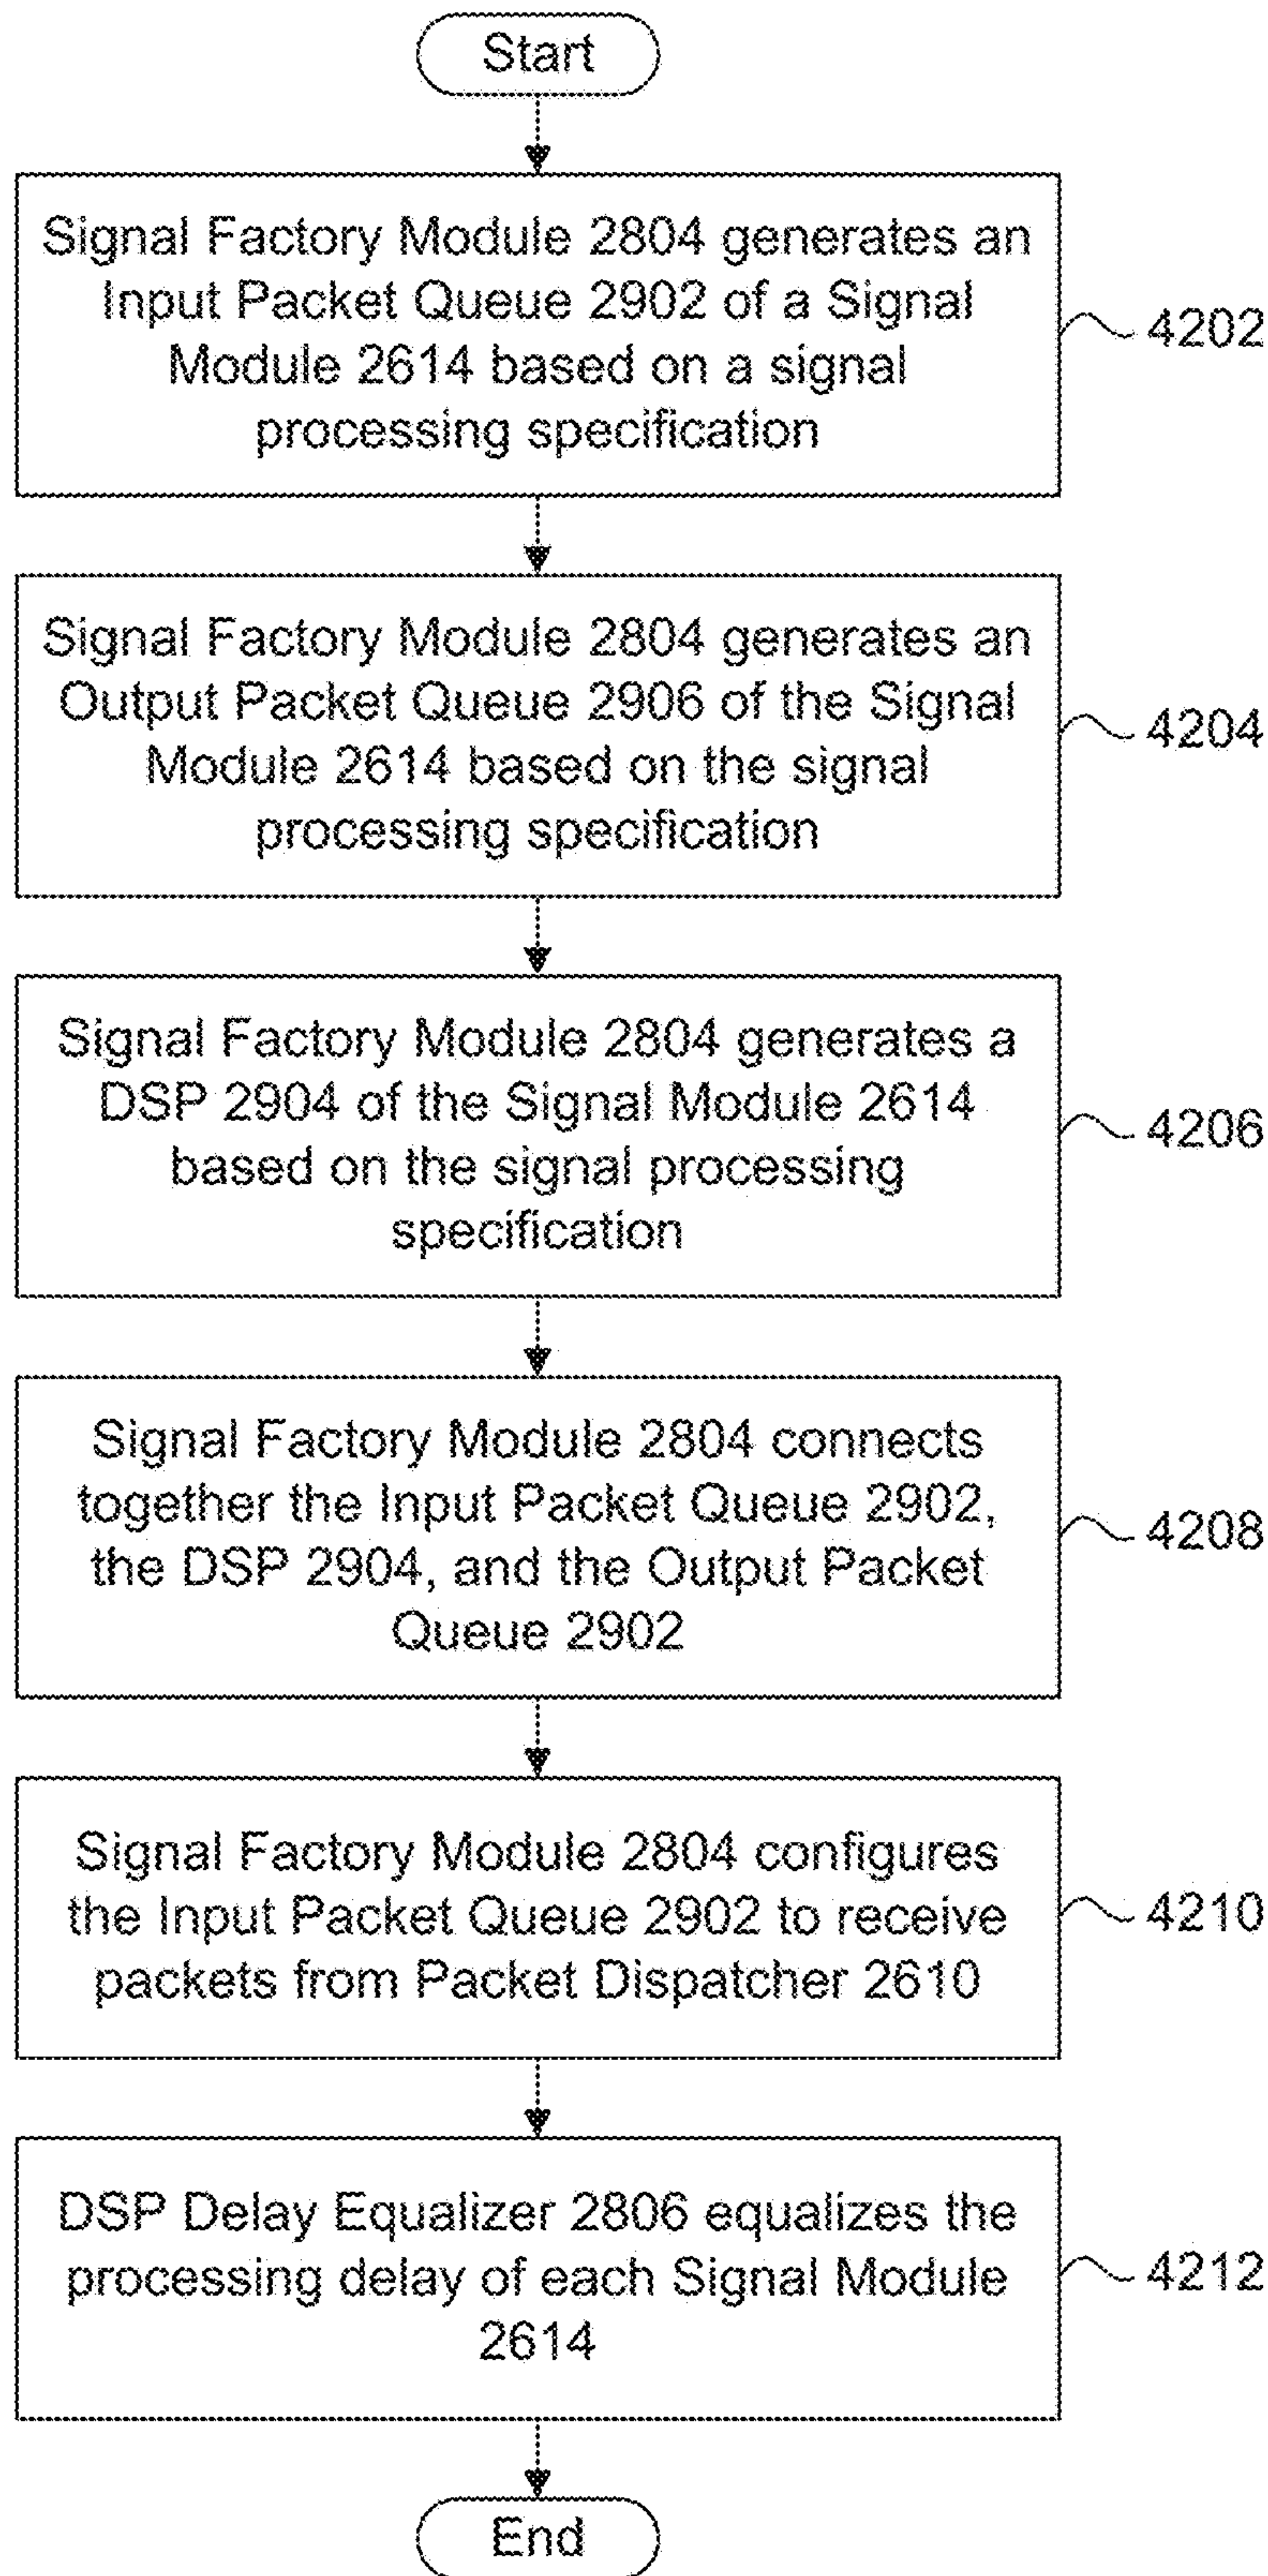 Start
Signal Factory Module 2804 generates an
Input Packet Queue 2902 of a Signal
Module 2614 based on a signal
processing specification
4202
Signal Factory Module 2804 generates an
Output Packet Queue 2906 of the Signal
Module 2614 based on the signal
processing specification
4204
Signal Factory Module 2804 generates a
DSP 2904 of the Signal Module 2614
based on the signal processing
specification
4206
Signal Factory Module 2804 connects
together the Input Packet Queue 2902,
the DSP 2904, and the Output Packet
Queue 2902
4208
Signal Factory Module 2804 configures
the Input Packet Queue 2902 to receive
packets from Packet Dispatcher 2610
4210
DSP Delay Equalizer 2806 equalizes the
processing delay of each Signal Module
2614
4212
End